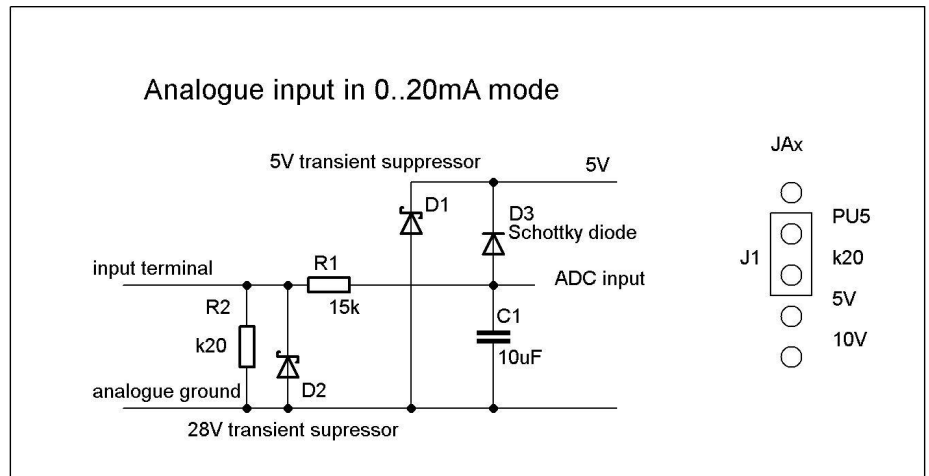 Analogue input in 0..20mA mode
JAx
5V transient suppressor
5V
D1
D3
Schottky diode
PU5
J1
k20
input terminal
R1
ADC input
5V
R2
15k
C1
10V
k20
10uF
analogue ground
D2
28V transient supressor